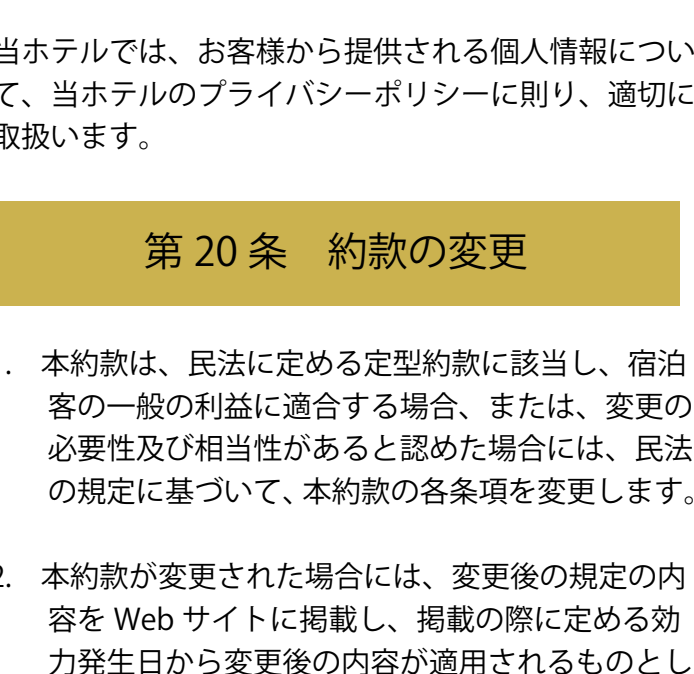 当ホテルでは、お客様から提供される個人情報につい
て、当ホテルのプライバシーポリシーに則り、適切に
取扱います。
第 20 条　約款の変更
. 本約款は、民法に定める定型約款に該当し、宿泊
客の一般の利益に適合する場合、または、変更の
必要性及び相当性があると認めた場合には、民法
の規定に基づいて、本約款の各条項を変更します。
2. 本約款が変更された場合には、変更後の規定の内
容を Web サイトに掲載し、掲載の際に定める効
力発生日から変更後の内容が適用されるものとし